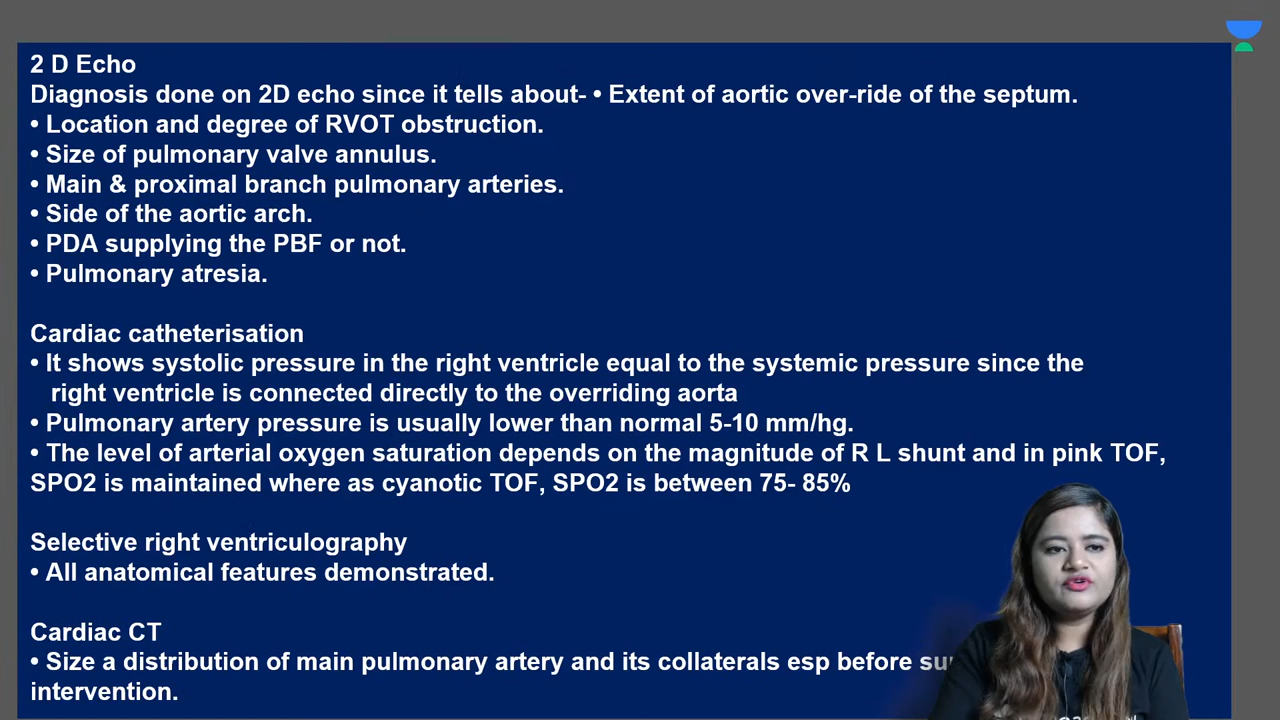 2 D Echo
Diagnosis done on 2D echo since it tells about- • Extent of aortic over-ride of the septum.
• Location and degree of RVOT obstruction.
• Size of pulmonary valve annulus.
• Main & proximal branch pulmonary arteries.
• Side of the aortic arch.
• PDA supplying the PBF or not.
• Pulmonary atresia.
Cardiac catheterisation
• It shows systolic pressure in the right ventricle equal to the systemic pressure since the
right ventricle is connected directly to the overriding aorta
• Pulmonary artery pressure is usually lower than normal 5-10 mm/hg.
• The level of arterial oxygen saturation depends on the magnitude of R L shunt and in pink TOF,
SPO2 is maintained where as cyanotic TOF, SPO2 is between 75- 85%
Selective right ventriculography
• All anatomical features demonstrated.
Cardiac CT
• Size a distribution of main pulmonary artery and its collaterals esp before
intervention.